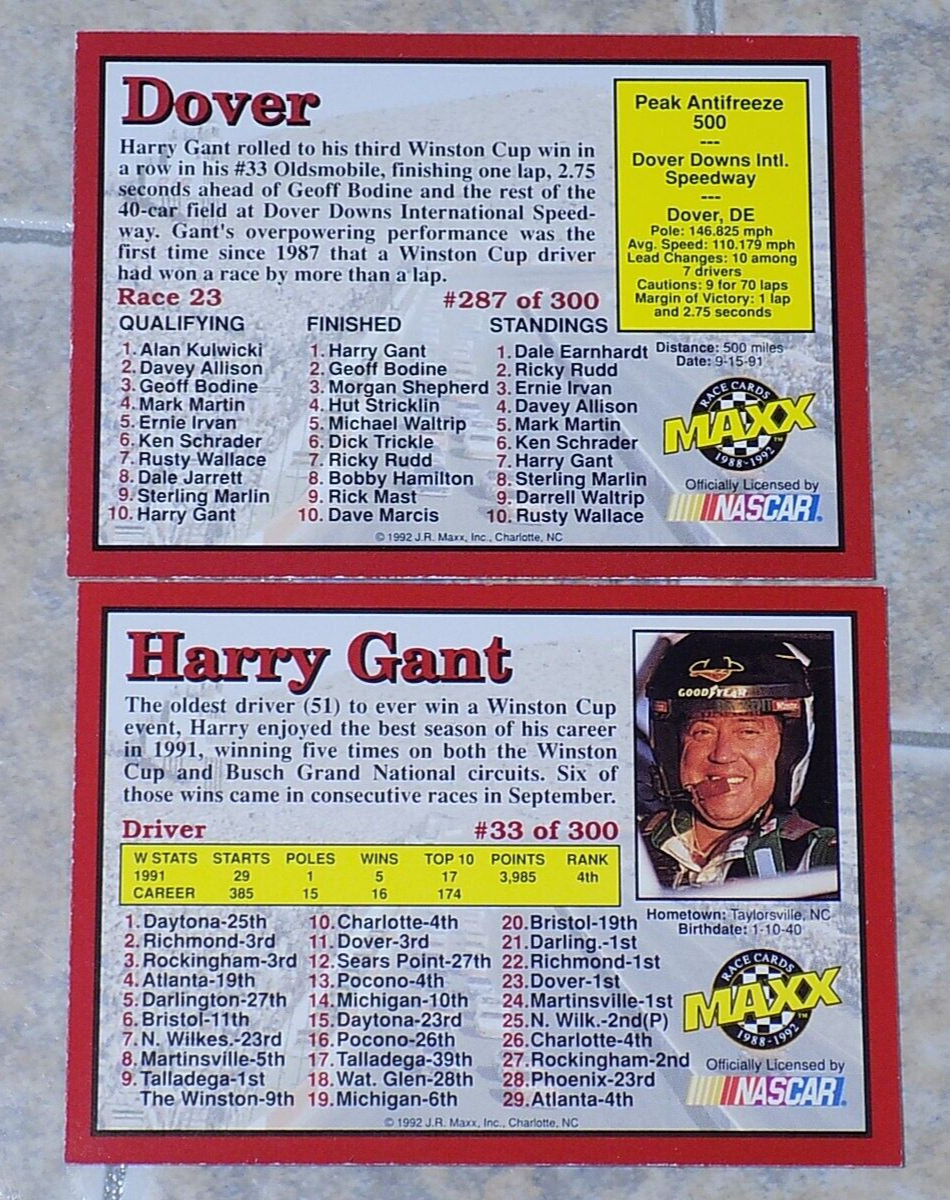 Dover
Harry Gant rolled to his third Winston Cup win in
a row in his #33 Oldsmobile, finishing one lap, 2.75
seconds ahead of Geoff Bodine and the rest of the
40-car field at Dover Downs International Speed-
way. Gant's overpowering performance was the
first time since 1987 that a Winston Cup driver
had won a race by more than a lap.
Race 23 #287 of 300
Peak Antifreeze
500
---
Dover Downs Intl.
Speedway
---
Dover, DE
Pole: 146.825 mph
Avg. Speed: 110.179 mph
Lead Changes: 10 among
7 drivers
Cautions: 9 for 70 laps
Margin of Victory: 1 lap
and 2.75 seconds
QUALIFYING
1. Alan Kulwicki
2. Davey Allison
3. Geoff Bodine
4. Mark Martin
5. Ernie Irvan
6. Ken Schrader
7. Rusty Wallace
8. Dale Jarrett
9. Sterling Marlin
10. Harry Gant
FINISHED
1. Harry Gant
2. Geoff Bodine
3. Morgan Shepherd
4. Hut Stricklin
5. Michael Waltrip
6. Dick Trickle
7. Ricky Rudd
8. Bobby Hamilton
9. Rick Mast
10. Dave Marcis
STANDINGS
1. Dale Earnhardt
2. Ricky Rudd
3. Ernie Irvan
4. Davey Allison
5. Mark Martin
6. Ken Schrader
7. Harry Gant
8. Sterling Marlin
9. Darrell Waltrip
10. Rusty Wallace
Distance: 500 miles
Date: 9-15-91
RACE CARDS
MAXX™
1988-1992
Officially Licensed by
NASCAR.
© 1992 J.R. Maxx, Inc., Charlotte, NC
Harry Gant
The oldest driver (51) to ever win a Winston Cup
event, Harry enjoyed the best season of his career
in 1991, winning five times on both the Winston
Cup and Busch Grand National circuits. Six of
those wins came in consecutive races in September.
Driver #33 of 300
GOODYEAR
BANDIT Winston
W STATS STARTS POLES WINS TOP 10 POINTS RANK
1991 29 1 5 17 3,985 4th
CAREER 385 15 16 174
1. Daytona-25th
2. Richmond-3rd
3. Rockingham-3rd
4. Atlanta-19th
5. Darlington-27th
6. Bristol-11th
7. N. Wilkes.-23rd
8. Martinsville-5th
9. Talladega-1st
The Winston-9th
10. Charlotte-4th
11. Dover-3rd
12. Sears Point-27th
13. Pocono-4th
14. Michigan-10th
15. Daytona-23rd
16. Pocono-26th
17. Talladega-39th
18. Wat. Glen-28th
19. Michigan-6th
20. Bristol-19th
21. Darling.-1st
22. Richmond-1st
23. Dover-1st
24. Martinsville-1st
25. N. Wilk.-2nd(P)
26. Charlotte-4th
27. Rockingham-2nd
28. Phoenix-23rd
29. Atlanta-4th
Hometown: Taylorsville, NC
Birthdate: 1-10-40
RACE CARDS
MAXX™
1988-1992
Officially Licensed by
NASCAR.
© 1992 J.R. Maxx, Inc., Charlotte, NC